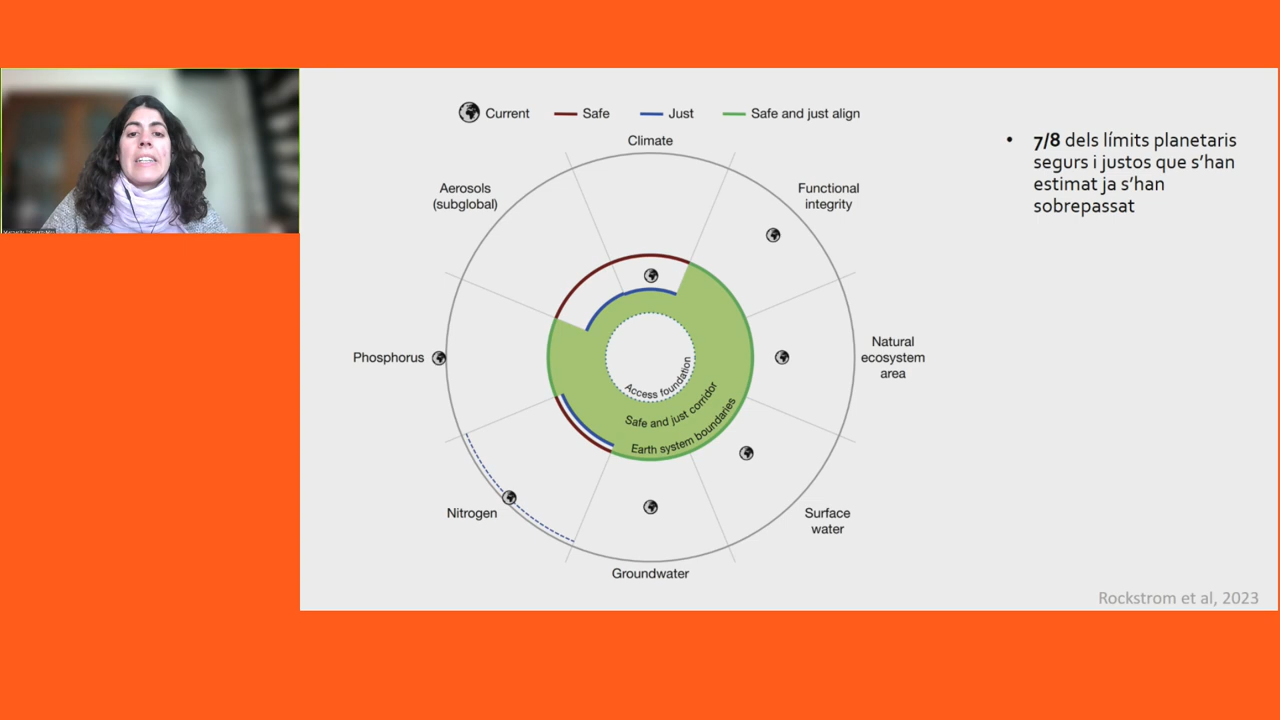 Current
Safe
Just
Safe and just align
Climate
Aerosols
(subglobal)
Functional
integrity
Phosphorus
Natural
ecosystem
area
Access foundation
Safe and just corridor
Earth system boundaries
Nitrogen
Surface
water
Groundwater
• 7/8 dels límits planetaris
segurs i justos que s’han
estimat ja s’han
sobrepassat
Rockstrom et al, 2023